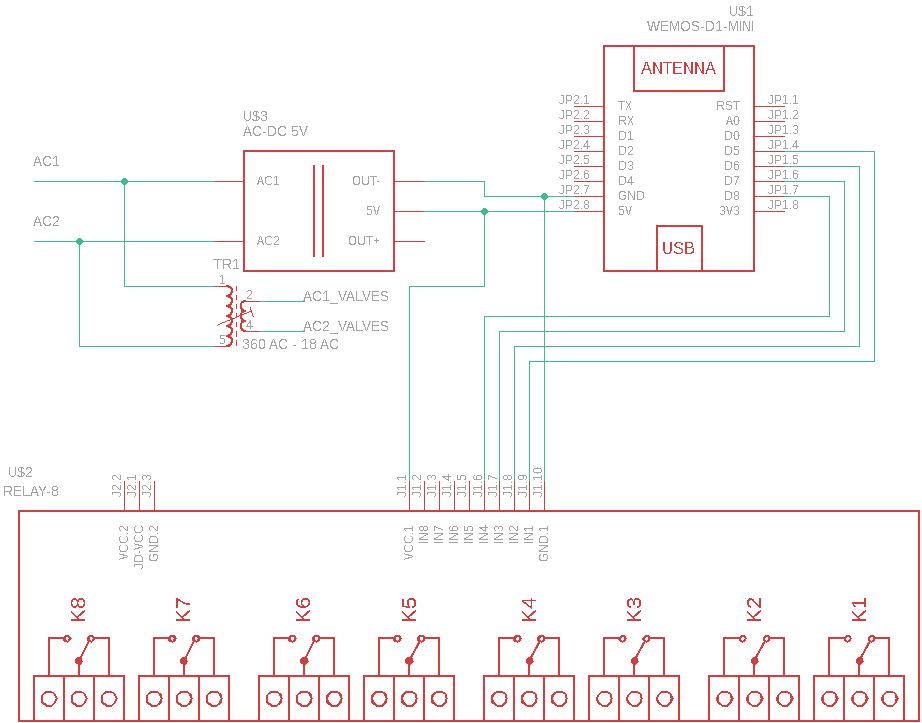 U$1
WEMOS-D1-MINI
ANTENNA
JP2.1 TX RST JP1.1
JP2.2 RX A0 JP1.2
JP2.3 D1 D0 JP1.3
JP2.4 D2 D5 JP1.4
JP2.5 D3 D6 JP1.5
JP2.6 D4 D7 JP1.6
JP2.7 GND D8 JP1.7
JP2.8 5V 3V3 JP1.8
USB
U$3
AC-DC 5V
AC1
AC1 OUT-
5V
AC2
AC2 OUT+
TR1
1
2 AC1_VALVES
4 AC2_VALVES
5 360 AC - 18 AC
U$2
RELAY-8
J2.2 J2.1 J2.3 J1.1 J1.2 J1.3 J1.4 J1.5 J1.6 J1.7 J1.8 J1.9 J1.10
VCC.2 JD-VCC GND.2 VCC.1 IN8 IN7 IN6 IN5 IN4 IN3 IN2 IN1 GND.1
K8 K7 K6 K5 K4 K3 K2 K1